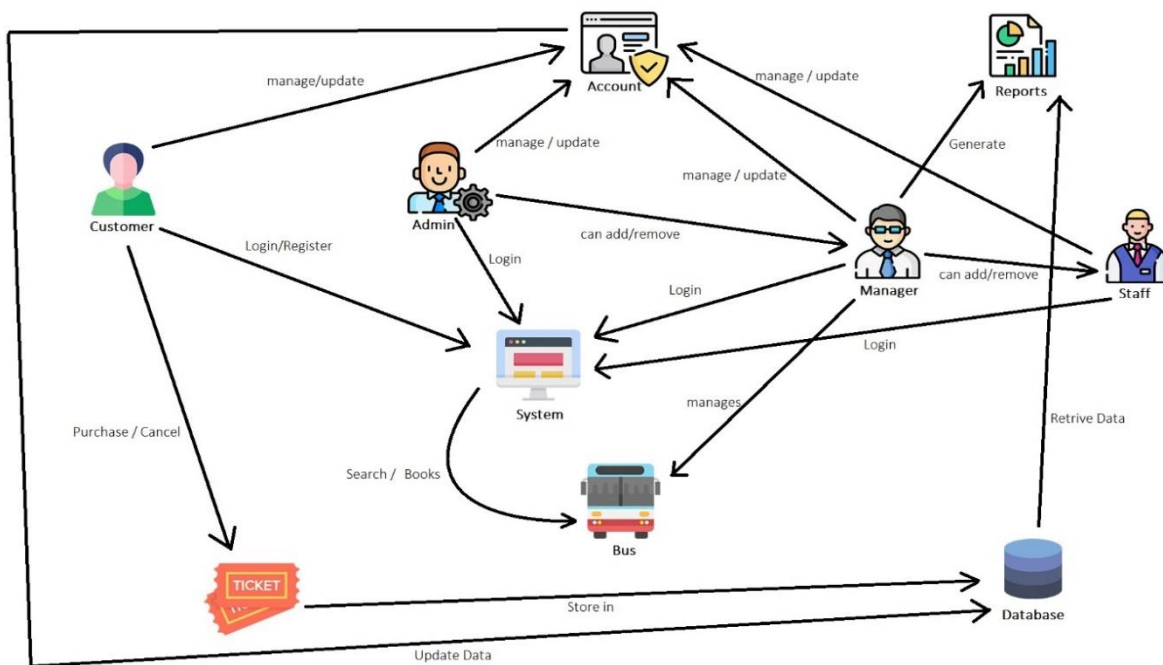 Account
Reports
manage/update
manage / update
manage / update
manage / update
Generate
Customer
Admin
Manager
Staff
Login/Register
Login
can add/remove
can add/remove
Login
Login
System
manages
Purchase / Cancel
Retrive Data
Search / Books
Bus
TICKET
Store in
Database
Update Data